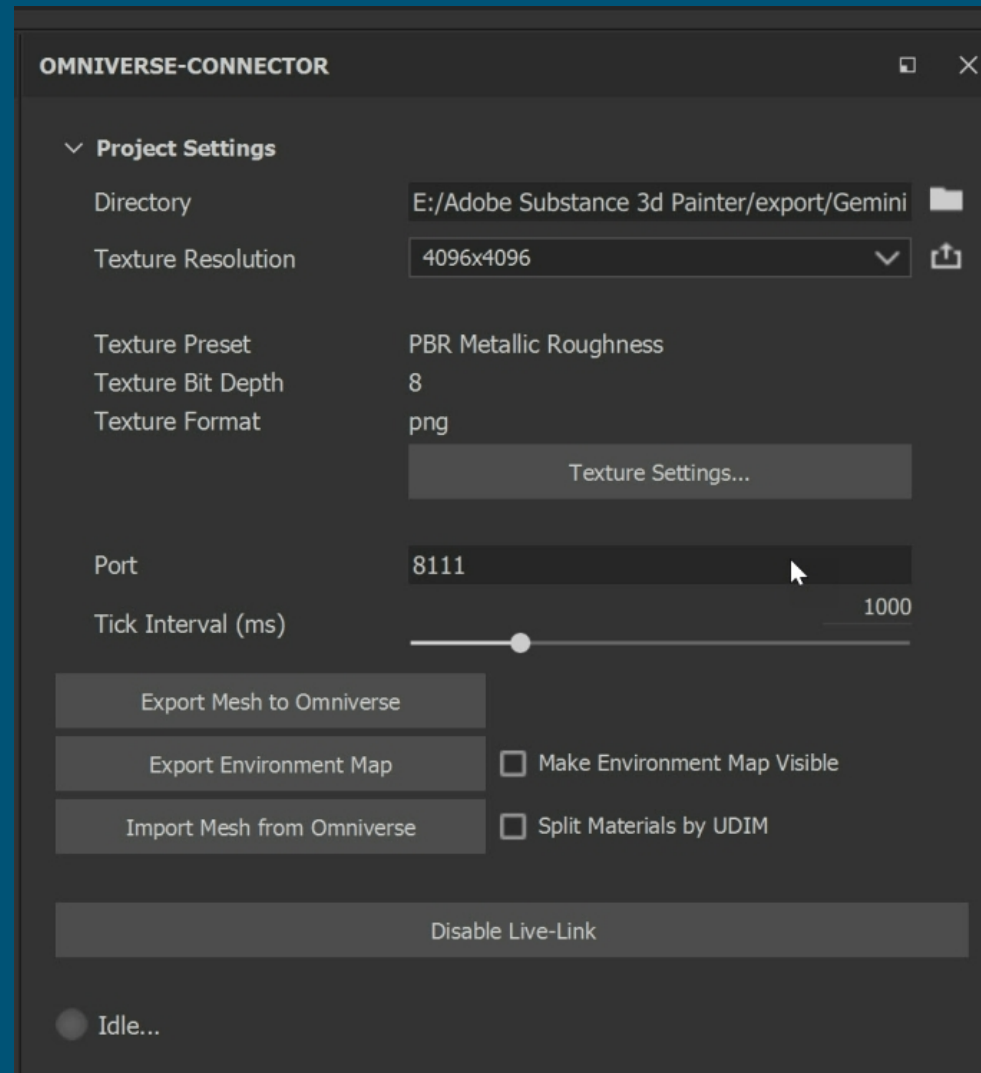 OMNIVERSE-CONNECTOR
Project Settings
Directory E:/Adobe Substance 3d Painter/export/Gemini
Texture Resolution 4096x4096
Texture Preset PBR Metallic Roughness
Texture Bit Depth 8
Texture Format png
Texture Settings...
Port 8111
Tick Interval (ms) 1000
Export Mesh to Omniverse
Export Environment Map Make Environment Map Visible
Import Mesh from Omniverse Split Materials by UDIM
Disable Live-Link
Idle...